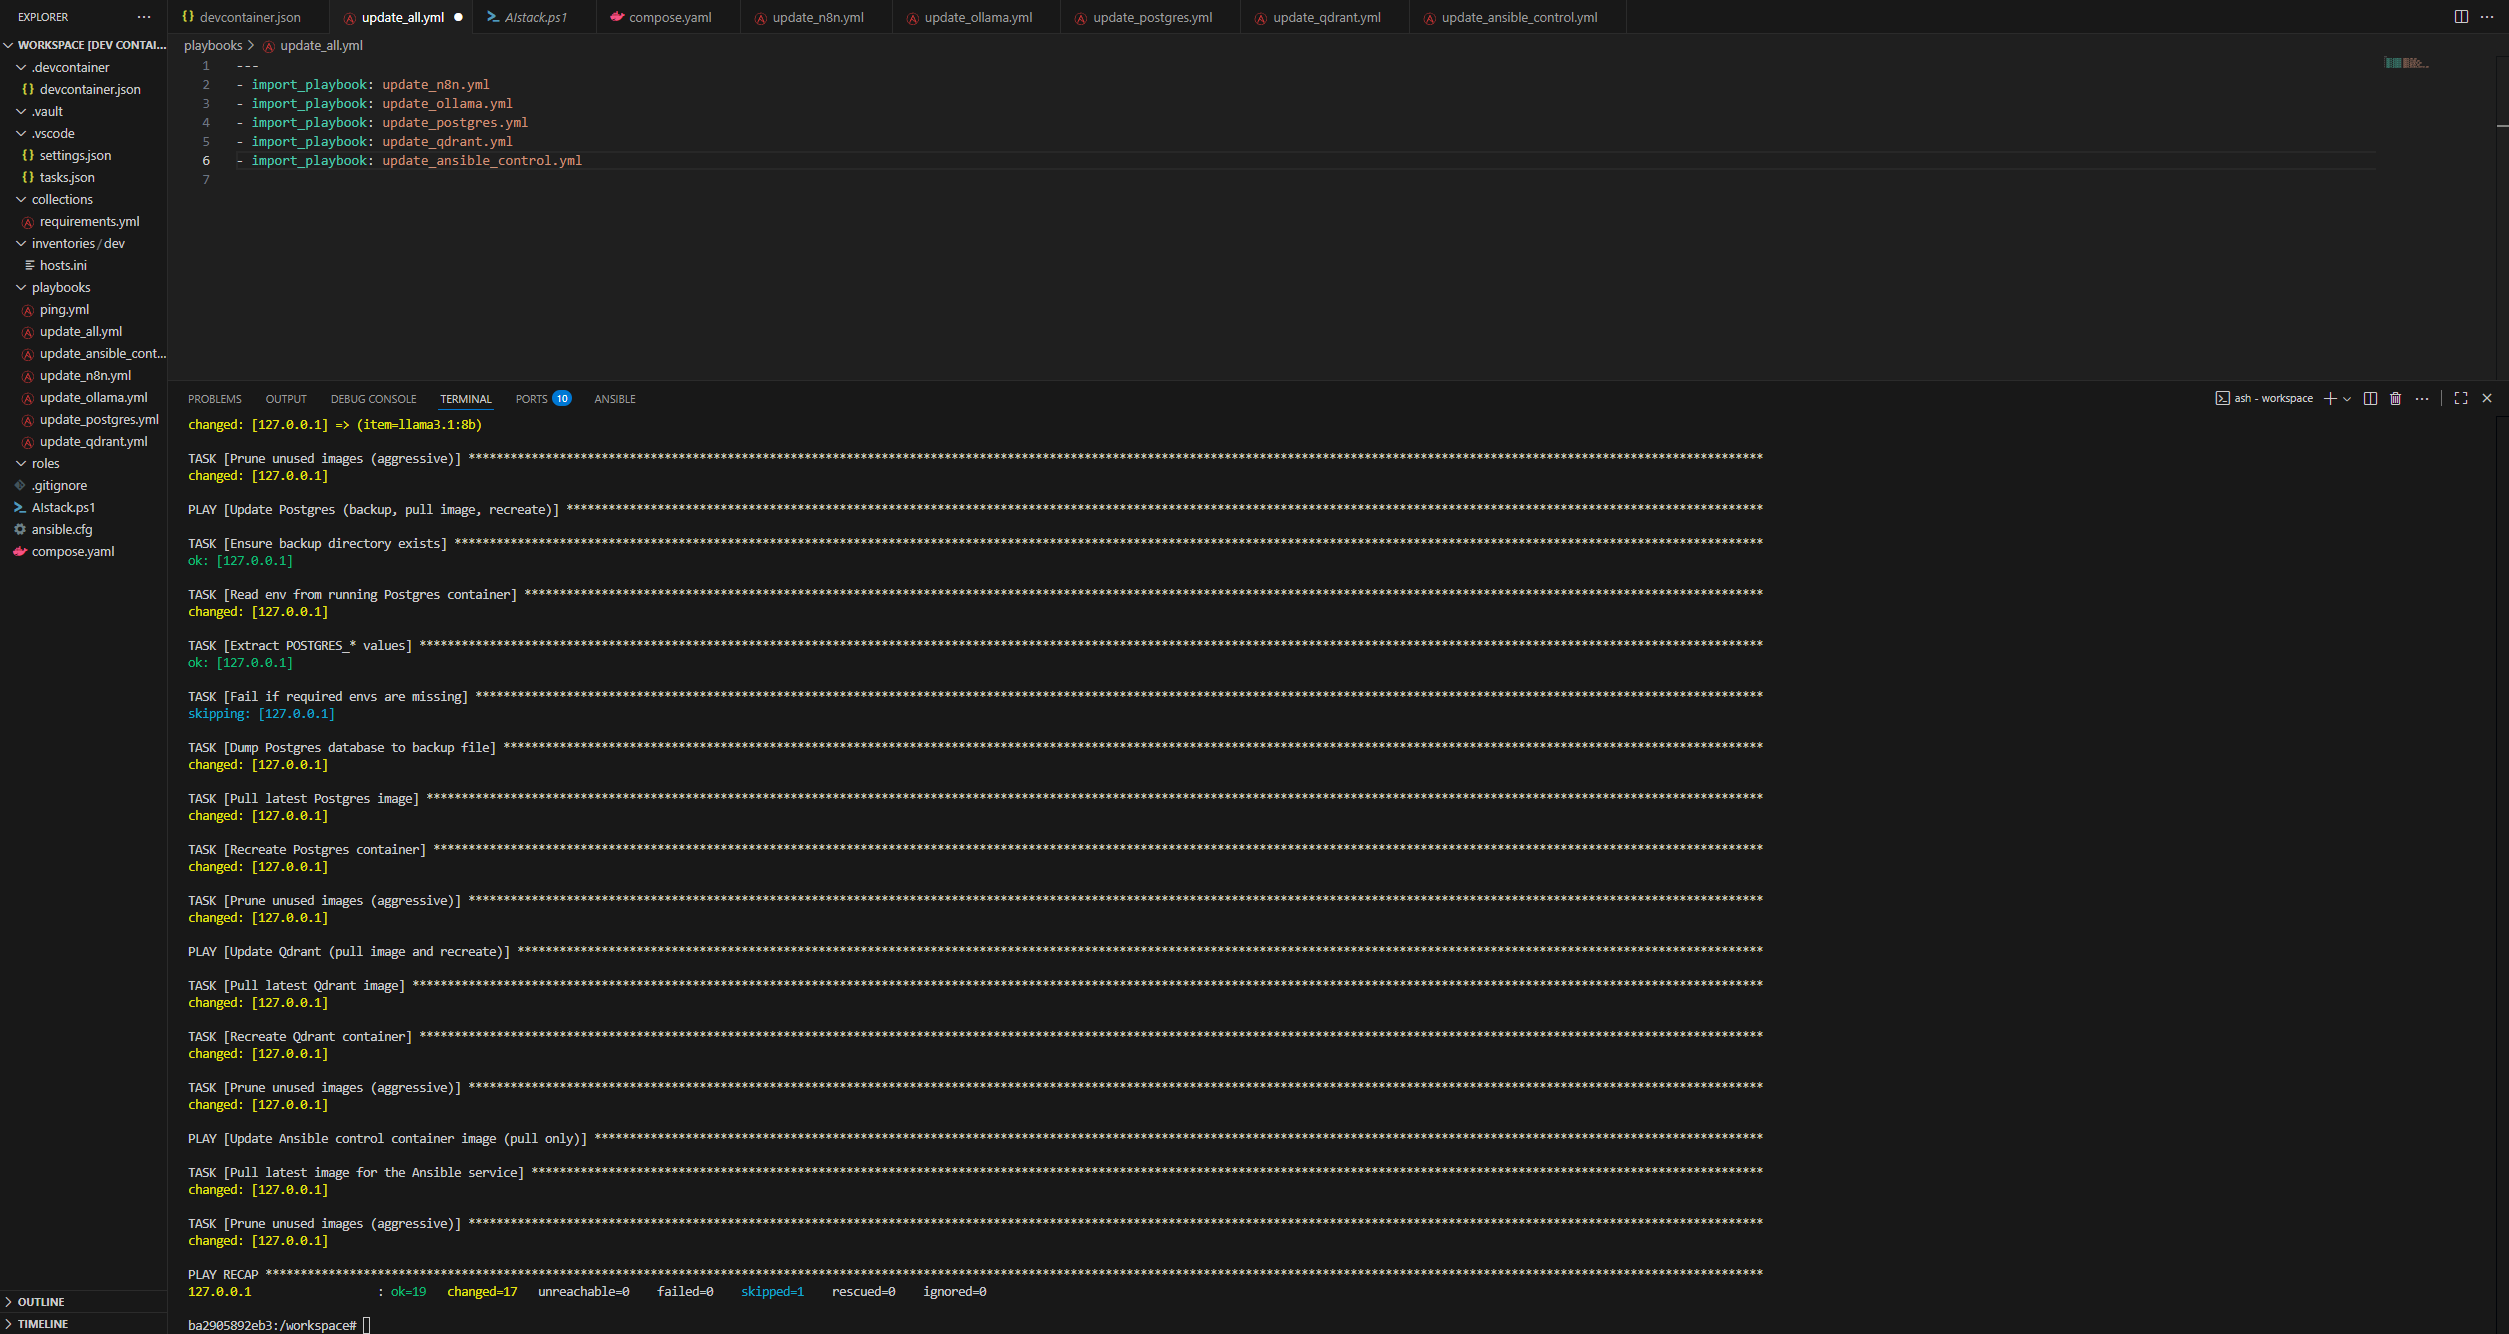 EXPLORER
WORKSPACE [DEV CONTAI...
.devcontainer
devcontainer.json
.vault
.vscode
settings.json
tasks.json
collections
requirements.yml
inventories / dev
hosts.ini
playbooks
ping.yml
update_all.yml
update_ansible_cont...
update_n8n.yml
update_ollama.yml
update_postgres.yml
update_qdrant.yml
roles
.gitignore
AIstack.ps1
ansible.cfg
compose.yaml
OUTLINE
TIMELINE
devcontainer.json update_all.yml AIstack.ps1 compose.yaml update_n8n.yml update_ollama.yml update_postgres.yml update_qdrant.yml update_ansible_control.yml
playbooks > update_all.yml
1 ---
2 - import_playbook: update_n8n.yml
3 - import_playbook: update_ollama.yml
4 - import_playbook: update_postgres.yml
5 - import_playbook: update_qdrant.yml
6 - import_playbook: update_ansible_control.yml
7
PROBLEMS OUTPUT DEBUG CONSOLE TERMINAL PORTS 10 ANSIBLE
ash - workspace
changed: [127.0.0.1] => (item=llama3.1:8b)
TASK [Prune unused images (aggressive)] ****
changed: [127.0.0.1]
PLAY [Update Postgres (backup, pull image, recreate)] ****
TASK [Ensure backup directory exists] ****
ok: [127.0.0.1]
TASK [Read env from running Postgres container] ****
changed: [127.0.0.1]
TASK [Extract POSTGRES_* values] ****
ok: [127.0.0.1]
TASK [Fail if required envs are missing] ****
skipping: [127.0.0.1]
TASK [Dump Postgres database to backup file] ****
changed: [127.0.0.1]
TASK [Pull latest Postgres image] ****
changed: [127.0.0.1]
TASK [Recreate Postgres container] ****
changed: [127.0.0.1]
TASK [Prune unused images (aggressive)] ****
changed: [127.0.0.1]
PLAY [Update Qdrant (pull image and recreate)] ****
TASK [Pull latest Qdrant image] ****
changed: [127.0.0.1]
TASK [Recreate Qdrant container] ****
changed: [127.0.0.1]
TASK [Prune unused images (aggressive)] ****
changed: [127.0.0.1]
PLAY [Update Ansible control container image (pull only)] ****
TASK [Pull latest image for the Ansible service] ****
changed: [127.0.0.1]
TASK [Prune unused images (aggressive)] ****
changed: [127.0.0.1]
PLAY RECAP ****
127.0.0.1 : ok=19 changed=17 unreachable=0 failed=0 skipped=1 rescued=0 ignored=0
ba2905892eb3:/workspace#